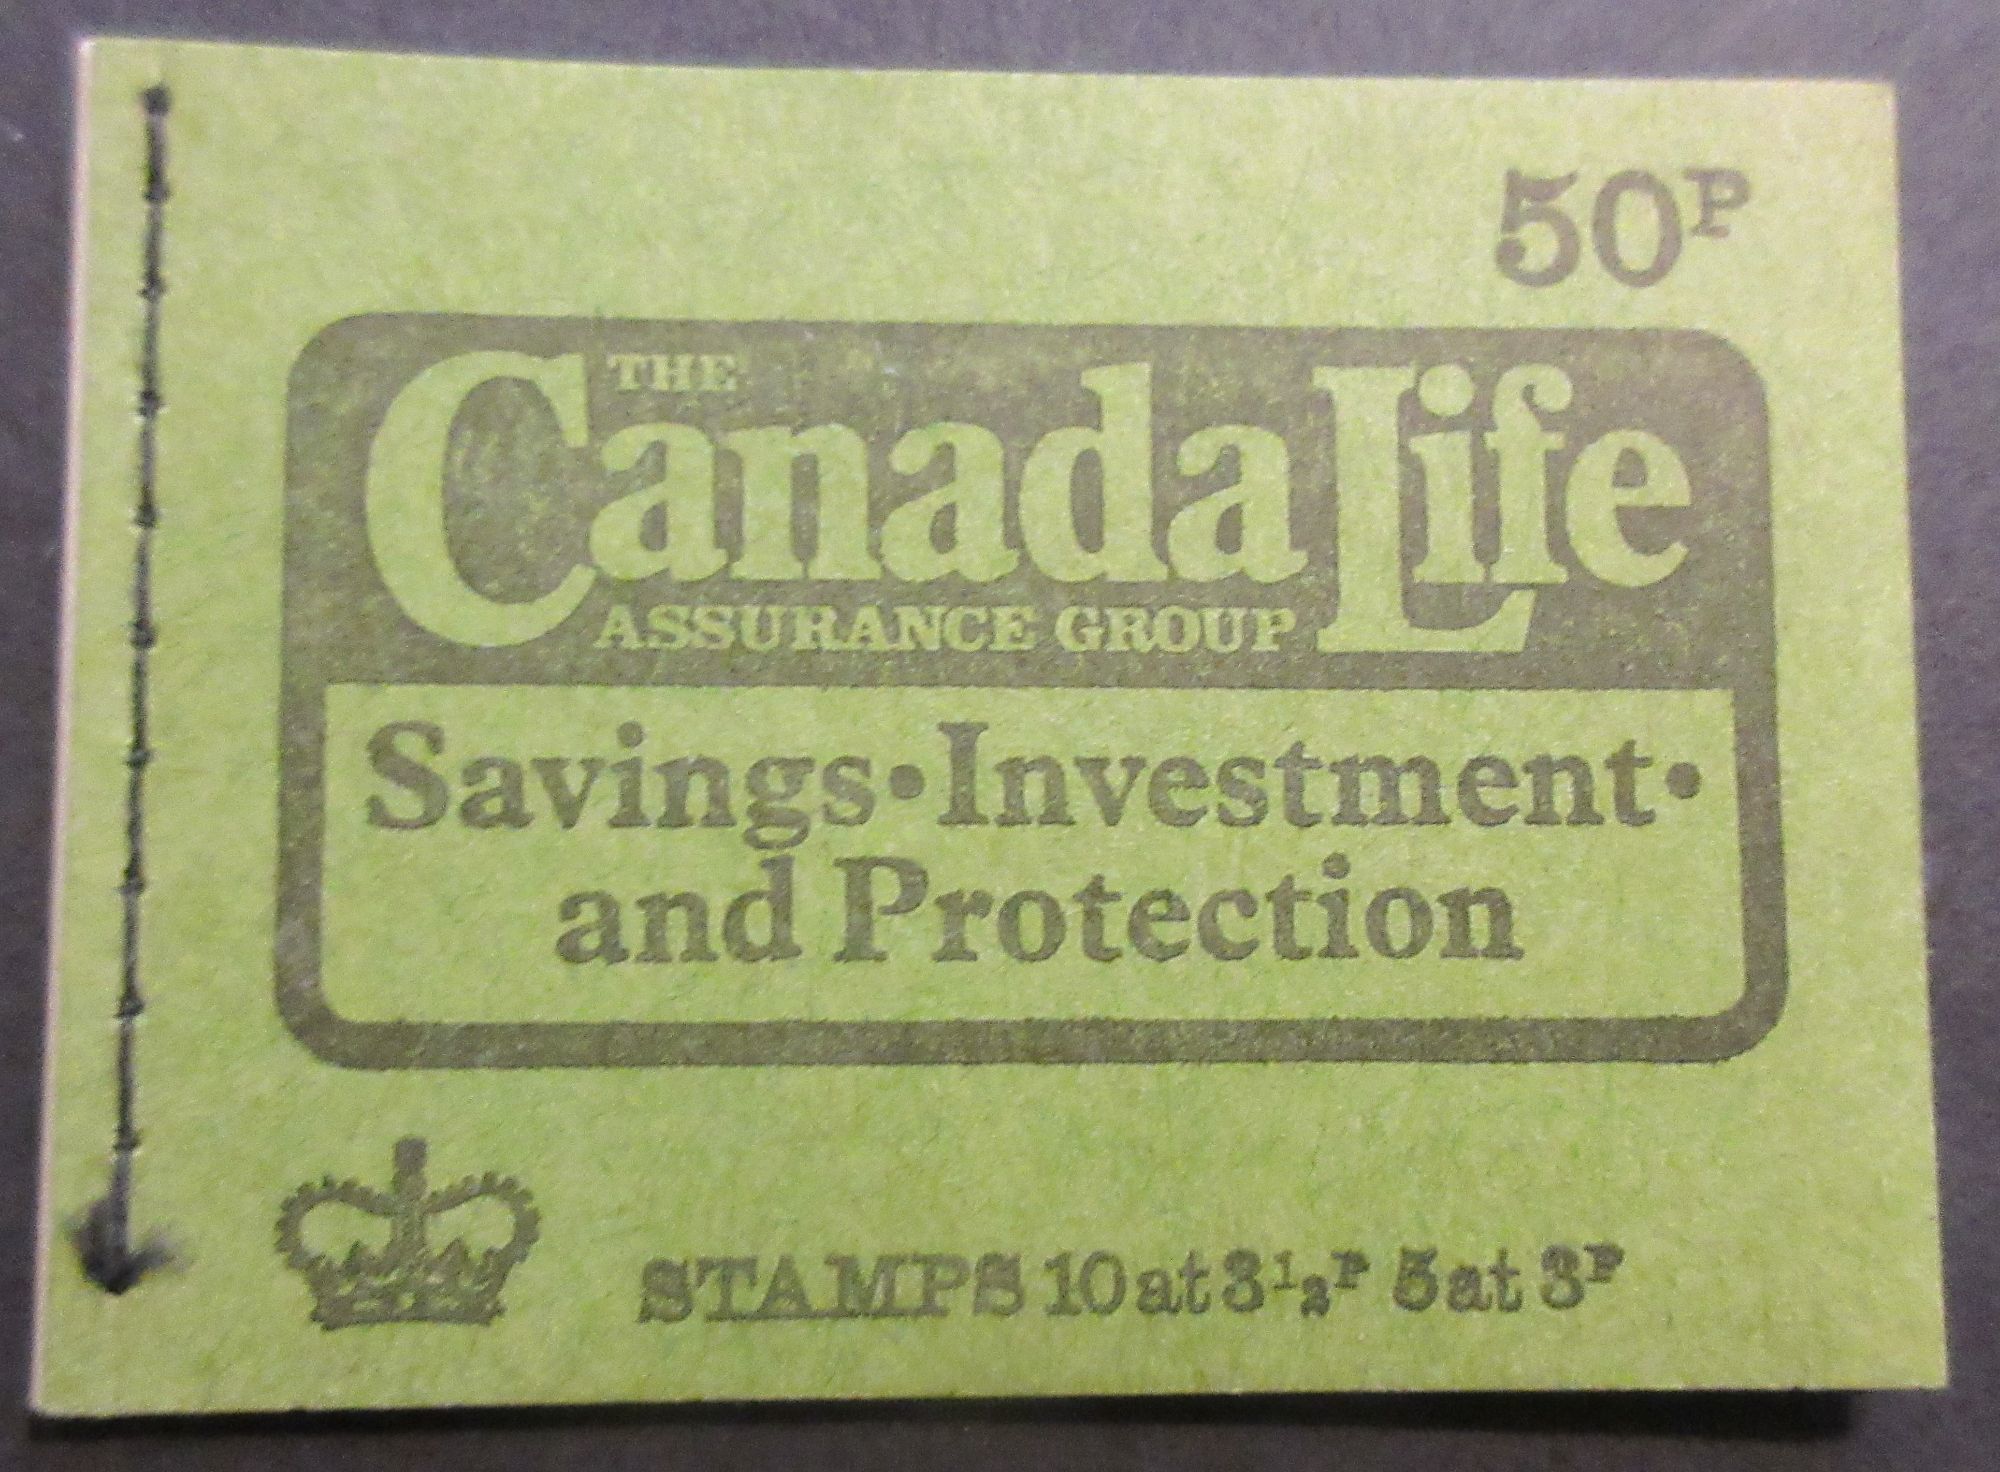 50P
THE
Canada Life
ASSURANCE GROUP
Savings • Investment •
and Protection
STAMPS 10 at 3½P 5 at 3P